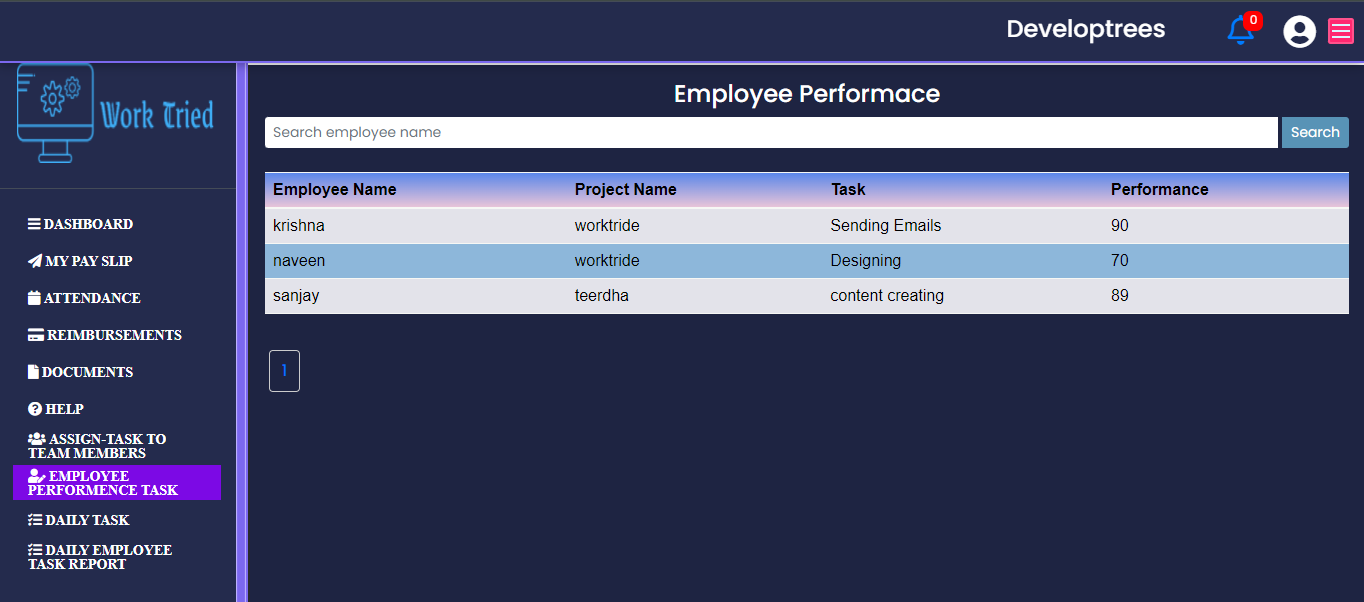 Developtrees
0
Work Tried
DASHBOARD
MY PAY SLIP
ATTENDANCE
REIMBURSEMENTS
DOCUMENTS
HELP
ASSIGN-TASK TO
TEAM MEMBERS
EMPLOYEE
PERFORMENCE TASK
DAILY TASK
DAILY EMPLOYEE
TASK REPORT
Employee Performace
Search employee name Search
Employee Name Project Name Task Performance
krishna worktride Sending Emails 90
naveen worktride Designing 70
sanjay teerdha content creating 89
1